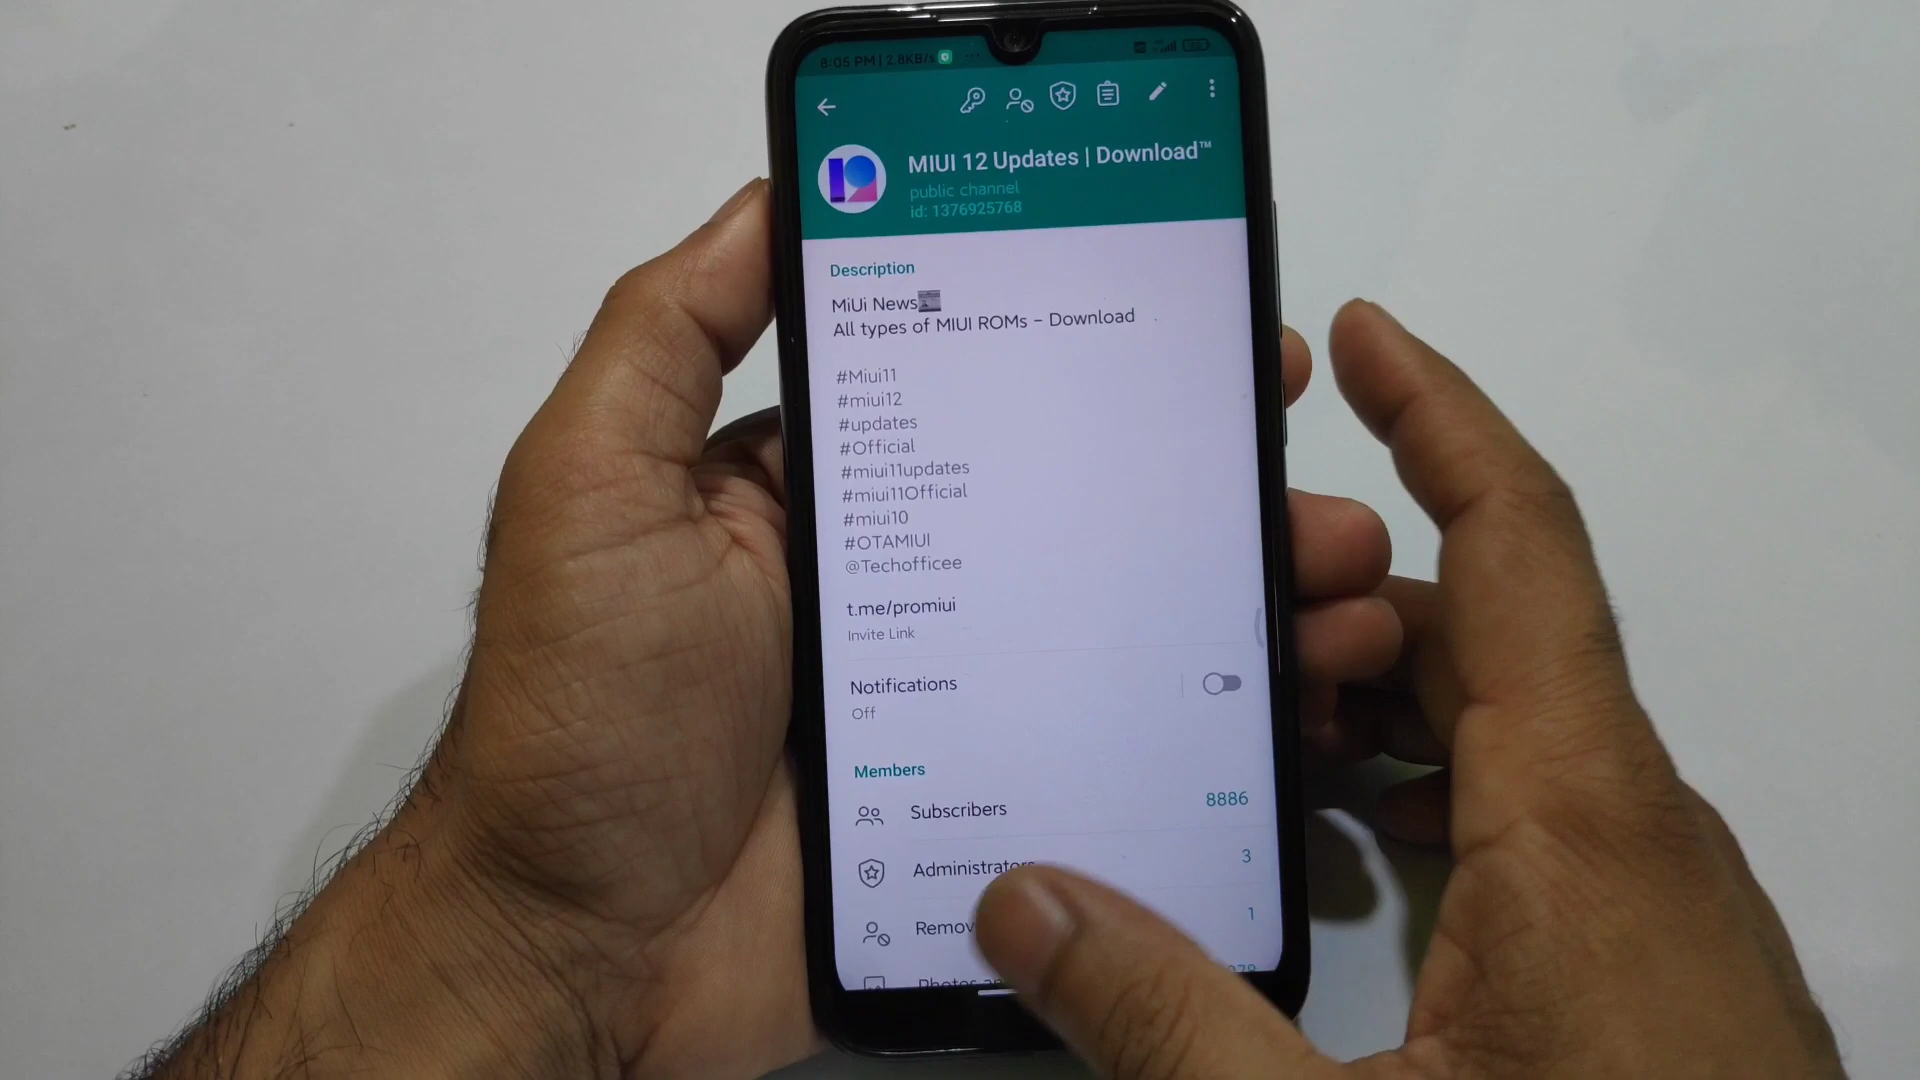 8:05 PM | 2.8KB/s
MIUI 12 Updates | Download™
public channel
id: 1376925768
Description
MiUi News
All types of MIUI ROMs – Download
#Miui11
#miui12
#updates
#Official
#miui11updates
#miui11Official
#miui10
#OTAMIUI
@Techofficee
t.me/promiui
Invite Link
Notifications
Off
Members
Subscribers 8886
Administrators 3
Remov 1